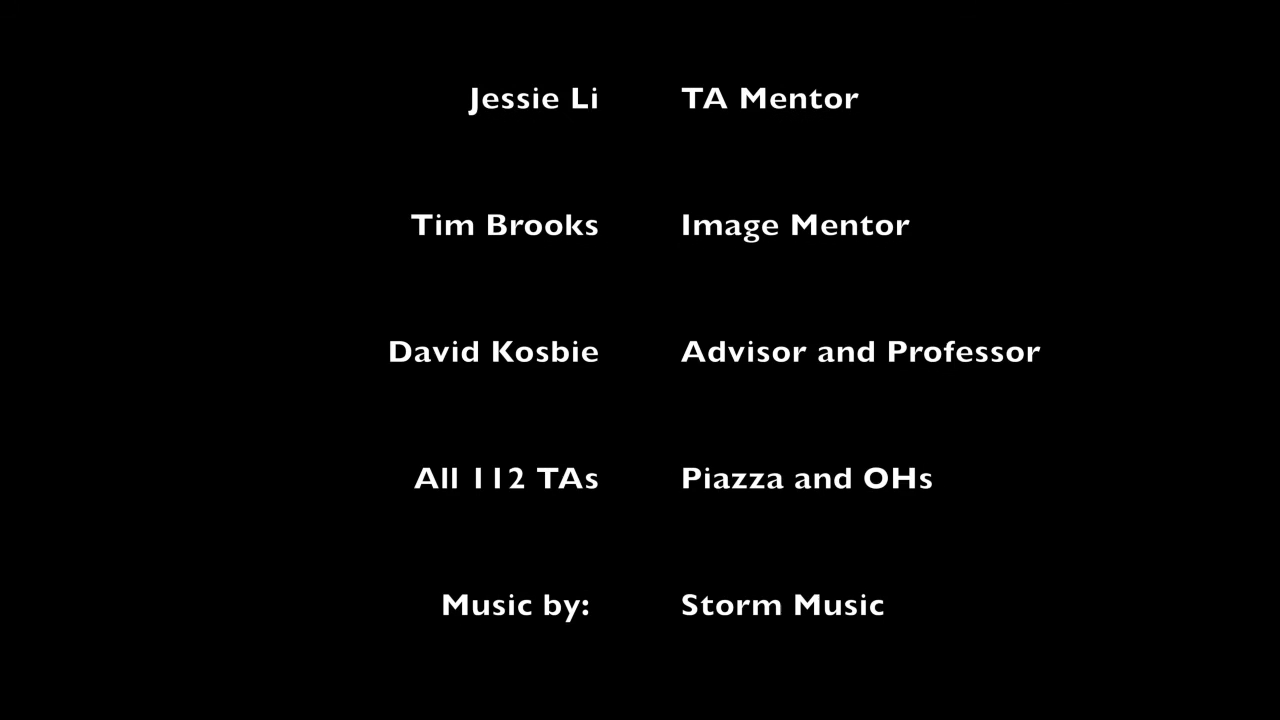 Jessie Li TA Mentor
Tim Brooks Image Mentor
David Kosbie Advisor and Professor
All 112 TAs Piazza and OHs
Music by: Storm Music